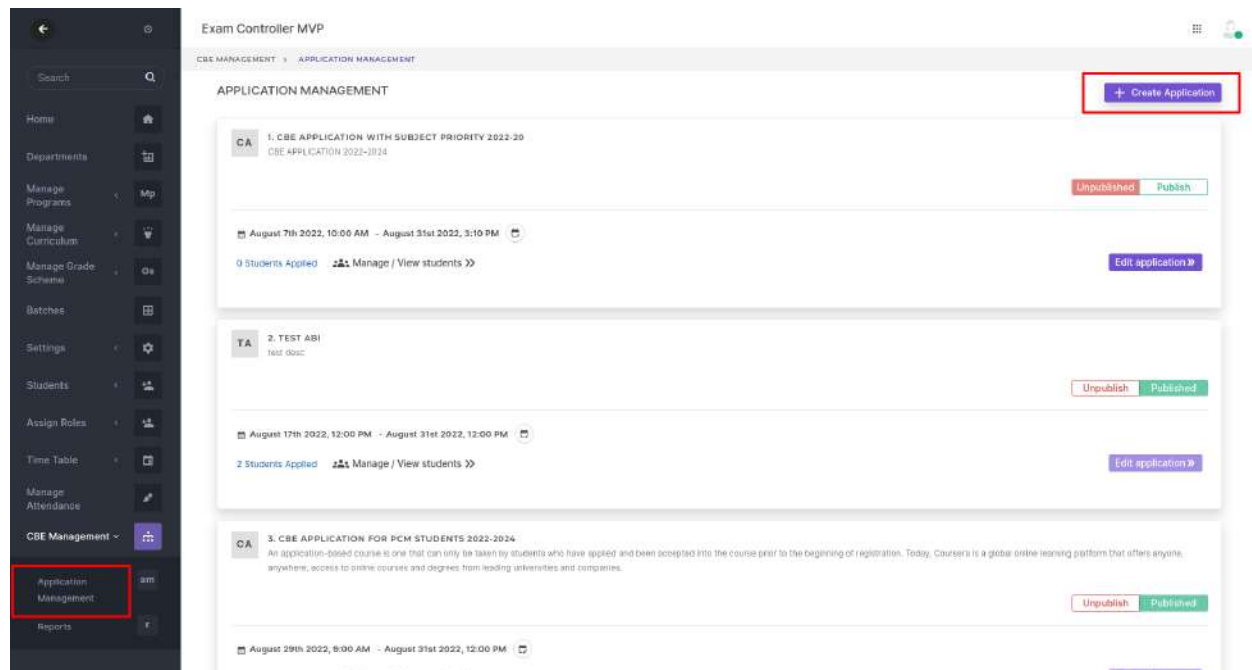 Exam Controller MVP
CBE MANAGEMENT > APPLICATION MANAGEMENT
Search
Home
Departments
Manage
Programs
Mp
Manage
Curriculum
Manage Grade
Scheme
Gs
Batches
Settings
Students
Assign Roles
Time Table
Manage
Attendance
CBE Management
Application
Management
am
Reports
r
APPLICATION MANAGEMENT
+ Create Application
CA
1. CBE APPLICATION WITH SUBJECT PRIORITY 2022-20
CBE APPLICATION 2022-2024
Unpublished Publish
August 7th 2022, 10:00 AM - August 31st 2022, 3:10 PM
0 Students Applied Manage / View students »
Edit application »
TA
2. TEST ABI
test desc
Unpublish Published
August 17th 2022, 12:00 PM - August 31st 2022, 12:00 PM
2 Students Applied Manage / View students »
Edit application »
CA
3. CBE APPLICATION FOR PCM STUDENTS 2022-2024
An application-based course is one that can only be taken by students who have applied and been accepted into the course prior to the beginning of registration. Today, Coursera is a global online learning platform that offers anyone,
anywhere, access to online courses and degrees from leading universities and companies.
Unpublish Published
August 29th 2022, 9:00 AM - August 31st 2022, 12:00 PM